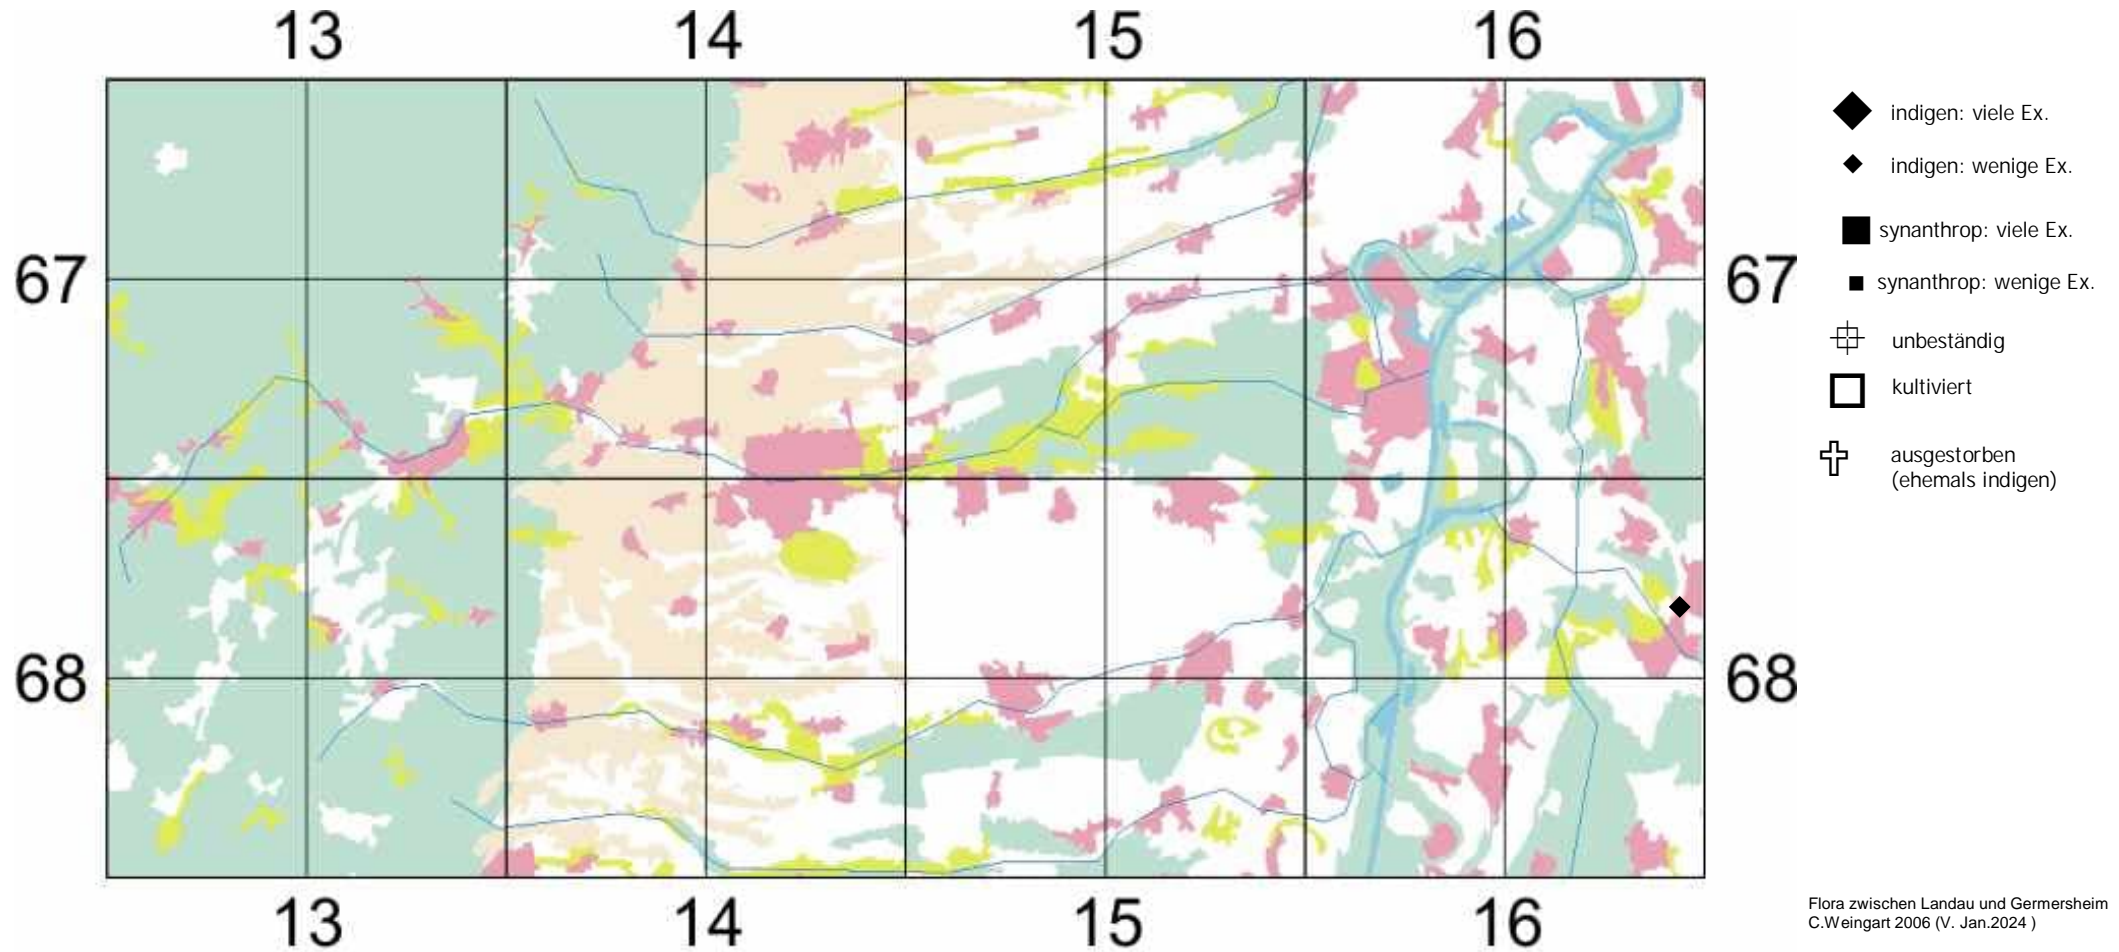 13 14 15 16
indigen: viele Ex.
indigen: wenige Ex.
synanthrop: viele Ex.
67 67
synanthrop: wenige Ex.
unbeständig
kultiviert
ausgestorben
(ehemals indigen)
68 68
13 14 15 16
Flora zwischen Landau und Germersheim
C.Weingart 2006 (V. Jan.2024 )